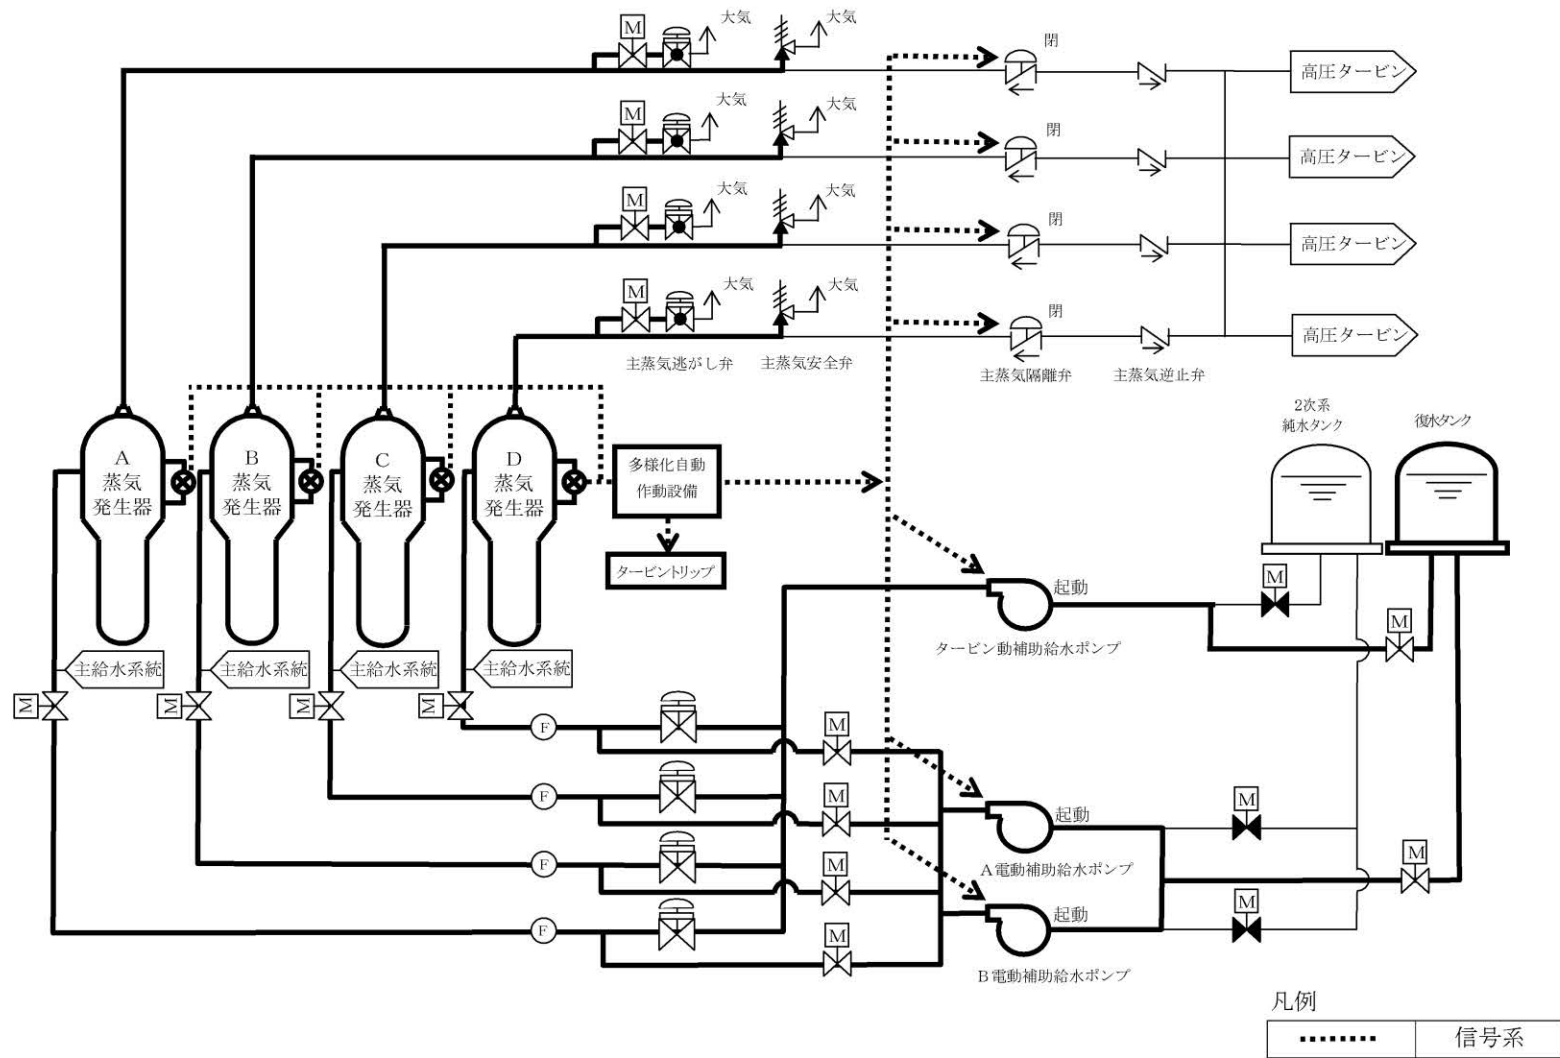 M
大気
大気
閉
高圧タービン
M
大気
大気
閉
高圧タービン
M
大気
大気
閉
高圧タービン
M
大気
大気
閉
高圧タービン
主蒸気逃がし弁
主蒸気安全弁
主蒸気隔離弁
主蒸気逆止弁
2次系
純水タンク
復水タンク
A
蒸気
発生器
B
蒸気
発生器
C
蒸気
発生器
D
蒸気
発生器
多様化自動
作動設備
タービントリップ
M
起動
M
タービン動補助給水ポンプ
主給水系統
主給水系統
主給水系統
主給水系統
M
M
M
M
F
M
F
M
起動
M
A電動補助給水ポンプ
M
F
M
起動
M
F
M
B電動補助給水ポンプ
凡例
信号系